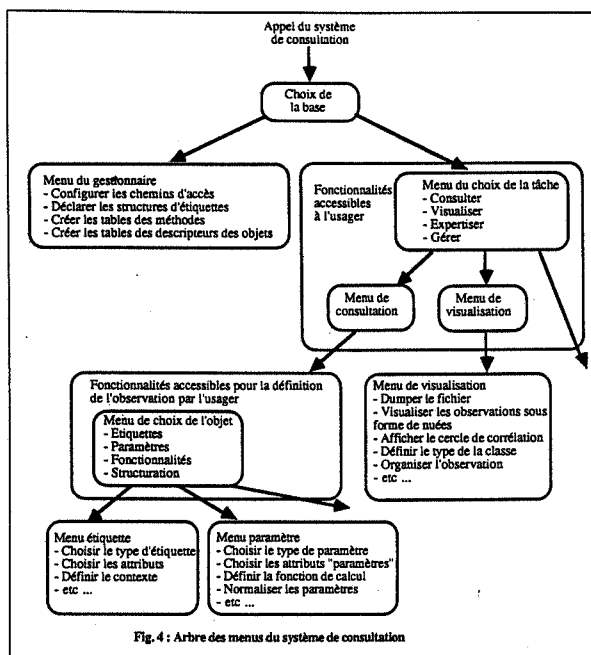 Appel du système
de consultation
Choix de
la base
Menu du gestionnaire
- Configurer les chemins d'accès
- Déclarer les structures d'étiquettes
- Créer les tables des méthodes
- Créer les tables des descripteurs des objets
Fonctionnalités
accessibles
à l'usager
Menu du choix de la tâche
- Consulter
- Visualiser
- Expertiser
- Gérer
Menu de
consultation
Menu de
visualisation
Fonctionnalités accessibles pour la définition
de l'observation par l'usager
Menu de choix de l'objet
- Etiquettes
- Paramètres
- Fonctionnalités
- Structuration
Menu de visualisation
- Dumper le fichier
- Visualiser les observations sous
forme de nuées
- Afficher le cercle de corrélation
- Définir le type de la classe
- Organiser l'observation
- etc ...
Menu étiquette
- Choisir le type d'étiquette
- Choisir les attributs
- Définir le contexte
- etc ...
Menu paramètre
- Choisir le type de paramètre
- Choisir les attributs "paramètres"
- Définir la fonction de calcul
- Normaliser les paramètres
- etc ...
Fig. 4 : Arbre des menus du système de consultation